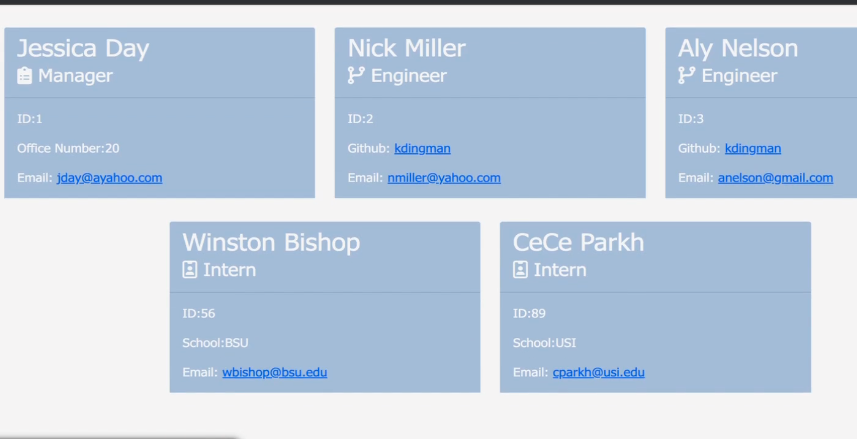 Jessica Day
Manager
ID:1
Office Number:20
Email: jday@ayahoo.com
Nick Miller
Engineer
ID:2
Github: kdingman
Email: nmiller@yahoo.com
Aly Nelson
Engineer
ID:3
Github: kdingman
Email: anelson@gmail.com
Winston Bishop
Intern
ID:56
School:BSU
Email: wbishop@bsu.edu
CeCe Parkh
Intern
ID:89
School:USI
Email: cparkh@usi.edu